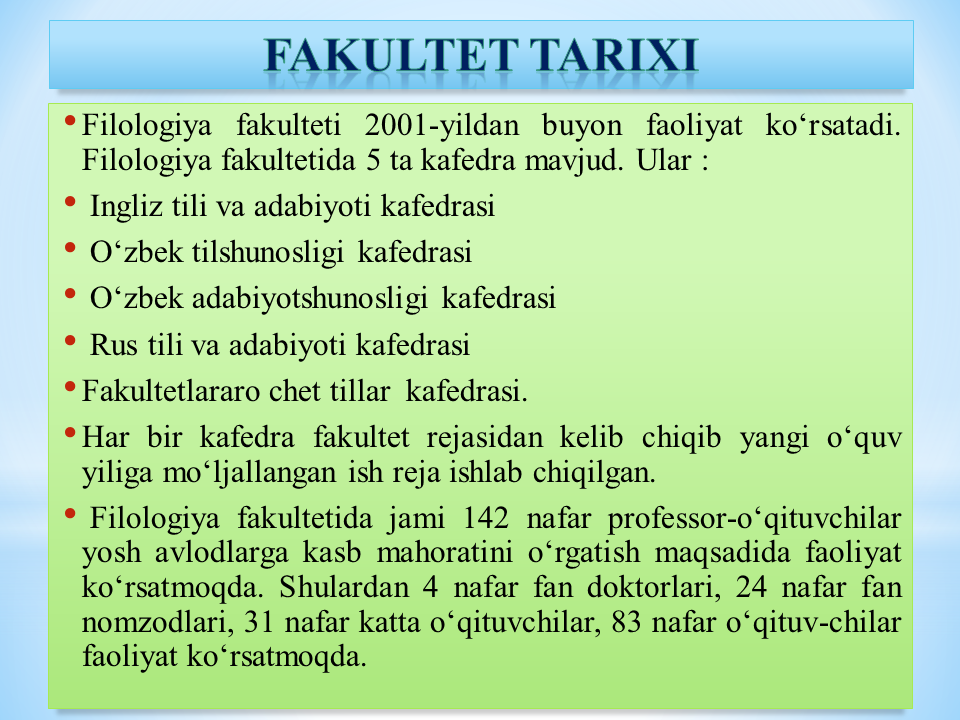 FAKULTET TARIXI
• Filologiya fakulteti 2001-yildan buyon faoliyat ko‘rsatadi.
Filologiya fakultetida 5 ta kafedra mavjud. Ular :
• Ingliz tili va adabiyoti kafedrasi
• O‘zbek tilshunosligi kafedrasi
• O‘zbek adabiyotshunosligi kafedrasi
• Rus tili va adabiyoti kafedrasi
• Fakultetlararo chet tillar kafedrasi.
• Har bir kafedra fakultet rejasidan kelib chiqib yangi o‘quv
yiliga mo‘ljallangan ish reja ishlab chiqilgan.
• Filologiya fakultetida jami 142 nafar professor-o‘qituvchilar
yosh avlodlarga kasb mahoratini o‘rgatish maqsadida faoliyat
ko‘rsatmoqda. Shulardan 4 nafar fan doktorlari, 24 nafar fan
nomzodlari, 31 nafar katta o‘qituvchilar, 83 nafar o‘qituv-chilar
faoliyat ko‘rsatmoqda.